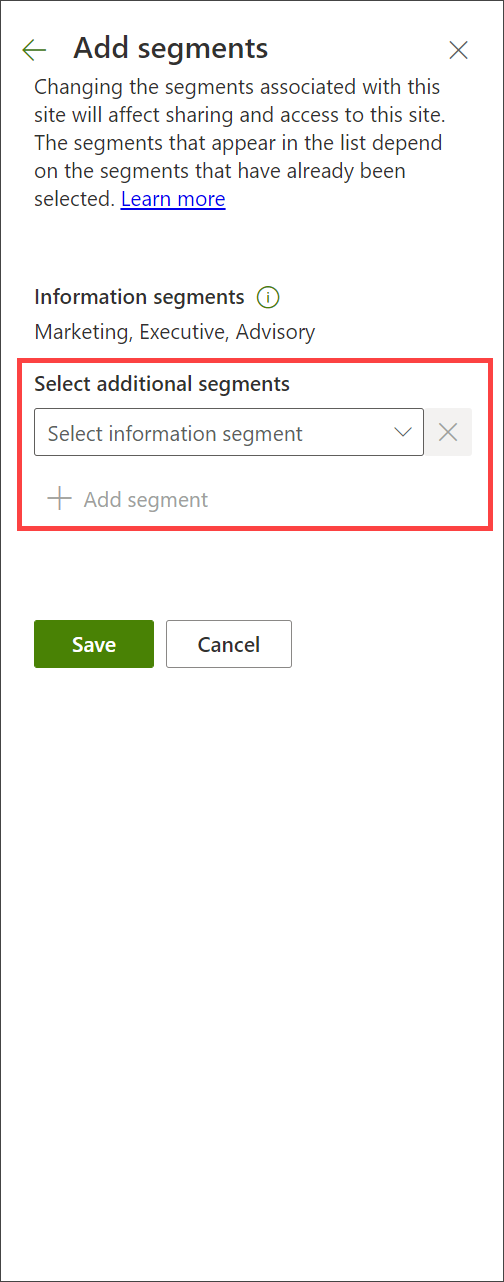 Add segments
Changing the segments associated with this
site will affect sharing and access to this site.
The segments that appear in the list depend
on the segments that have already been
selected. Learn more
Information segments
Marketing, Executive, Advisory
Select additional segments
Select information segment
Add segment
Save
Cancel